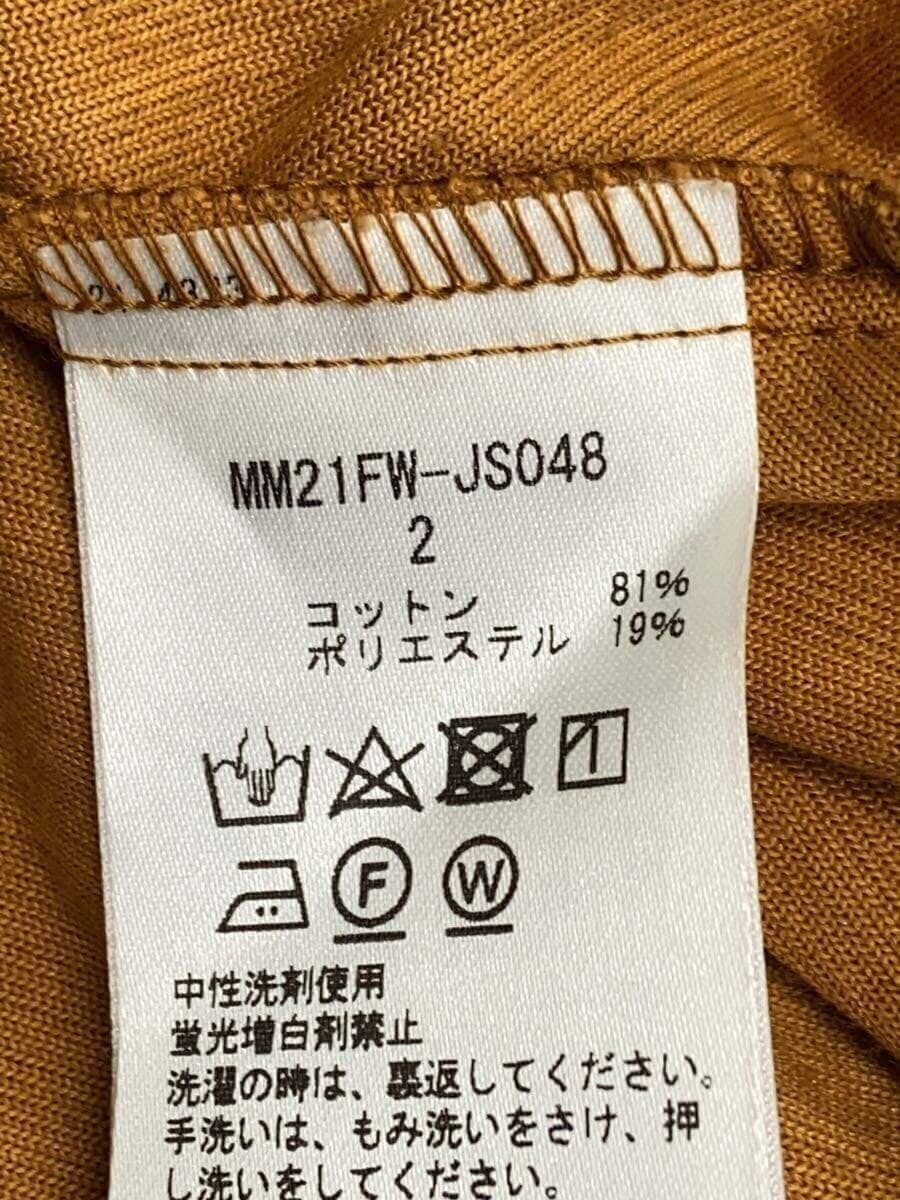 MM21FW-JS048
2
コットン 81%
ポリエステル 19%
F W
中性洗剤使用
蛍光増白剤禁止
洗濯の時は、裏返してください。
手洗いは、もみ洗いをさけ、押
し洗いをしてください。